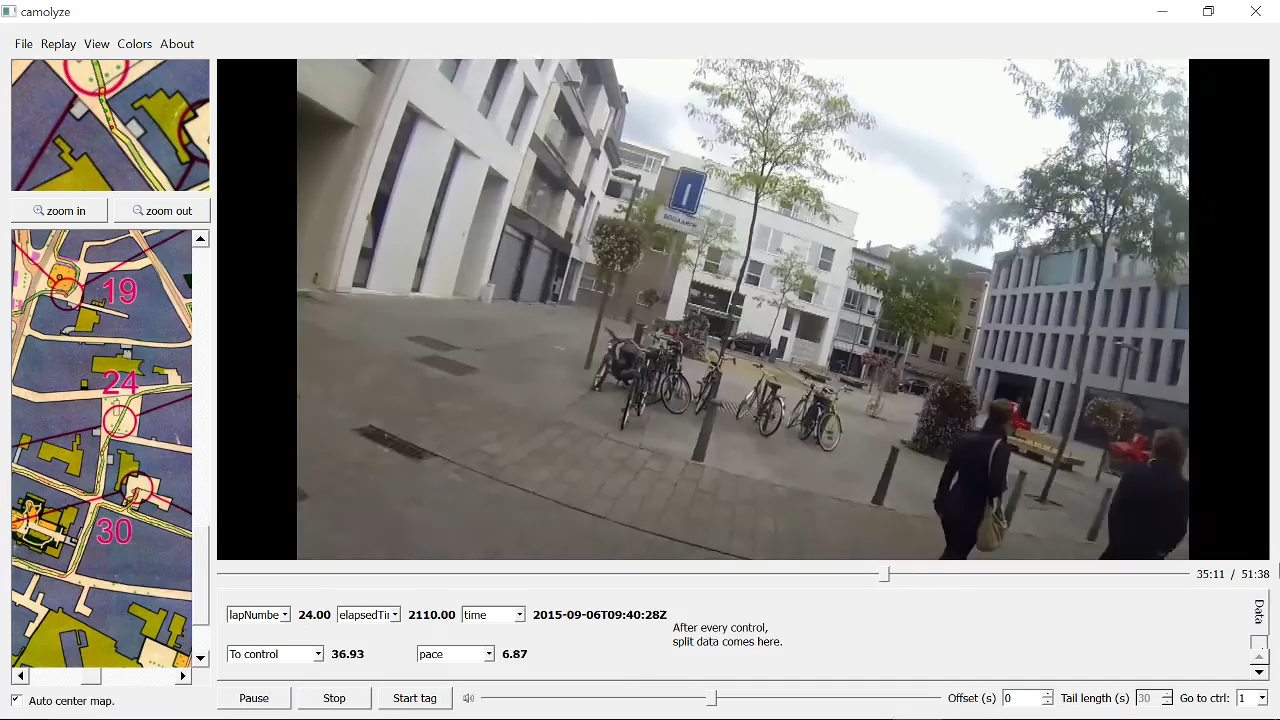 camolyze
File Replay View Colors About
BOGAARDE
zoom in
zoom out
19
24
30
35:11 / 51:38
lapNumbe 24.00 elapsedTi 2110.00 time 2015-09-06T09:40:28Z
After every control,
split data comes here.
To control 36.93 pace 6.87
Data
Auto center map.
Pause Stop Start tag Offset (s) 0 Tail length (s) 30 Go to ctrl: 1